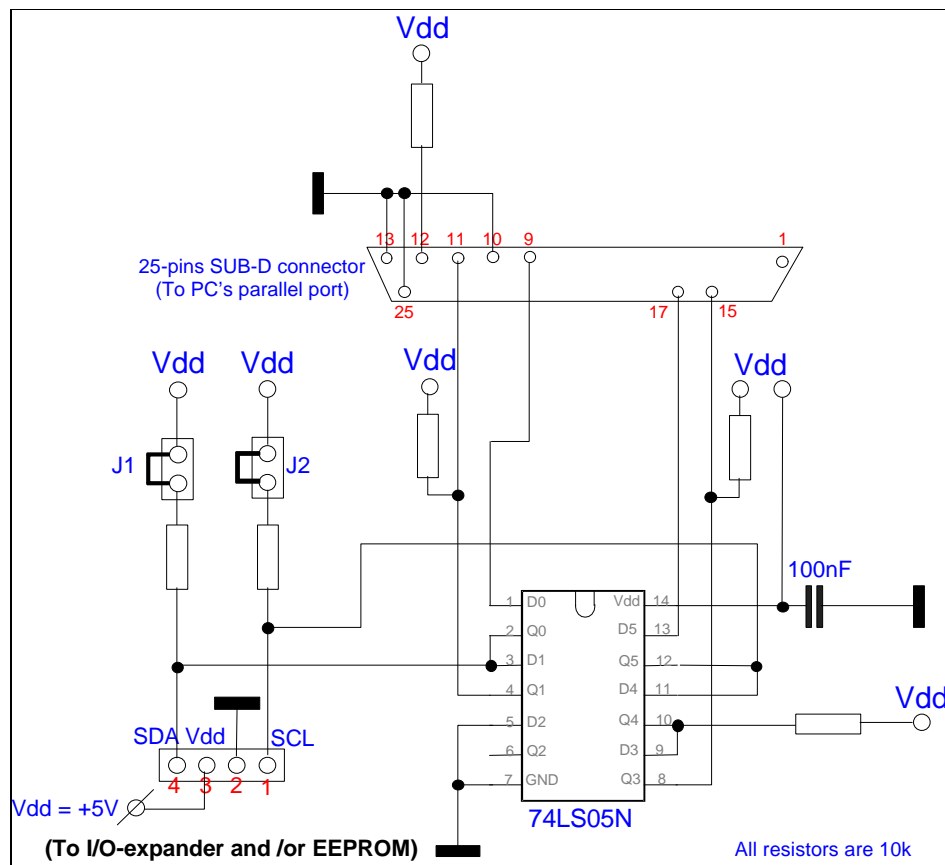 Vdd
13 12 11 10 9 1
25-pins SUB-D connector
(To PC's parallel port)
25 17 15
Vdd Vdd Vdd Vdd
J1 J2
100nF
1 D0 Vdd 14
2 Q0 D5 13
3 D1 Q5 12
4 Q1 D4 11
5 D2 Q4 10
6 Q2 D3 9
7 GND Q3 8
Vdd
SDA Vdd SCL
4 3 2 1
Vdd = +5V
74LS05N
(To I/O-expander and /or EEPROM)
All resistors are 10k